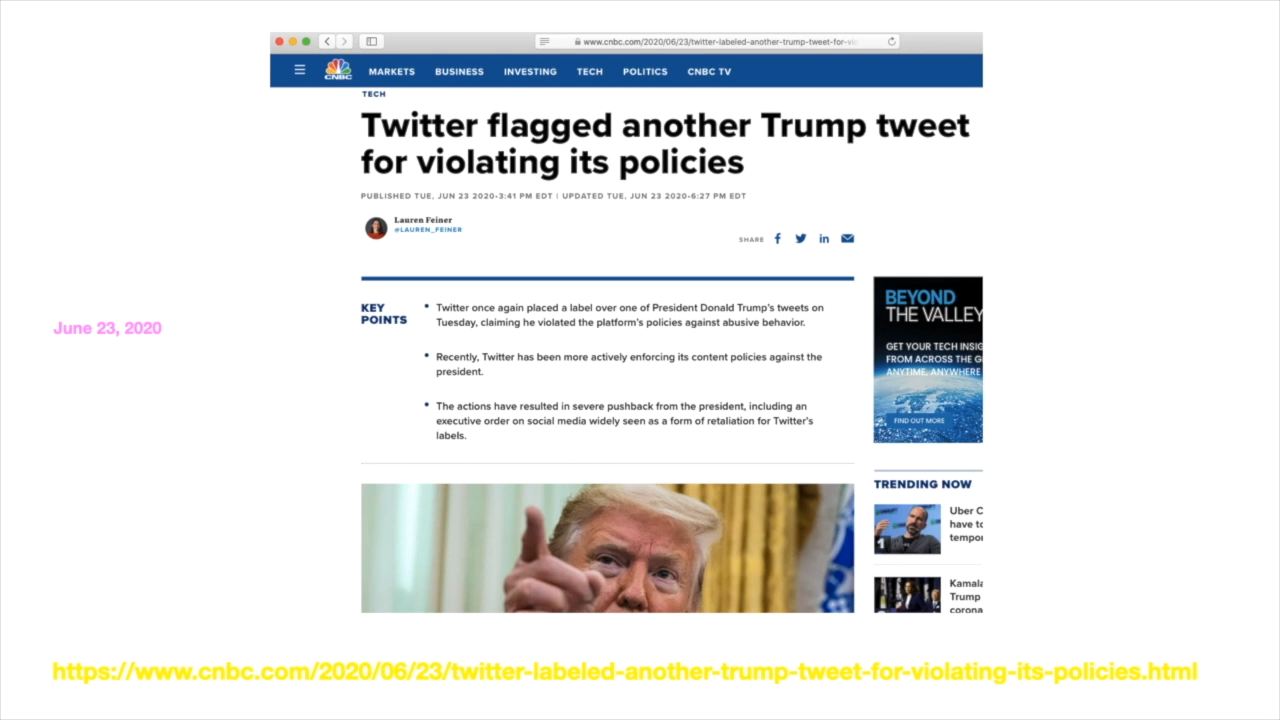 www.cnbc.com/2020/06/23/twitter-labeled-another-trump-tweet-for-vi
CNBC MARKETS BUSINESS INVESTING TECH POLITICS CNBC TV
TECH
Twitter flagged another Trump tweet
for violating its policies
PUBLISHED TUE, JUN 23 2020•3:41 PM EDT | UPDATED TUE, JUN 23 2020•6:27 PM EDT
Lauren Feiner
@LAUREN_FEINER
SHARE
KEY
POINTS
• Twitter once again placed a label over one of President Donald Trump's tweets on
Tuesday, claiming he violated the platform's policies against abusive behavior.
• Recently, Twitter has been more actively enforcing its content policies against the
president.
• The actions have resulted in severe pushback from the president, including an
executive order on social media widely seen as a form of retaliation for Twitter's
labels.
BEYOND
THE VALLEY
GET YOUR TECH INSIG
FROM ACROSS THE G
ANYTIME, ANYWHERE
FIND OUT MORE
TRENDING NOW
1
Uber C
have to
tempor
Kamala
Trump
corona
June 23, 2020
https://www.cnbc.com/2020/06/23/twitter-labeled-another-trump-tweet-for-violating-its-policies.html